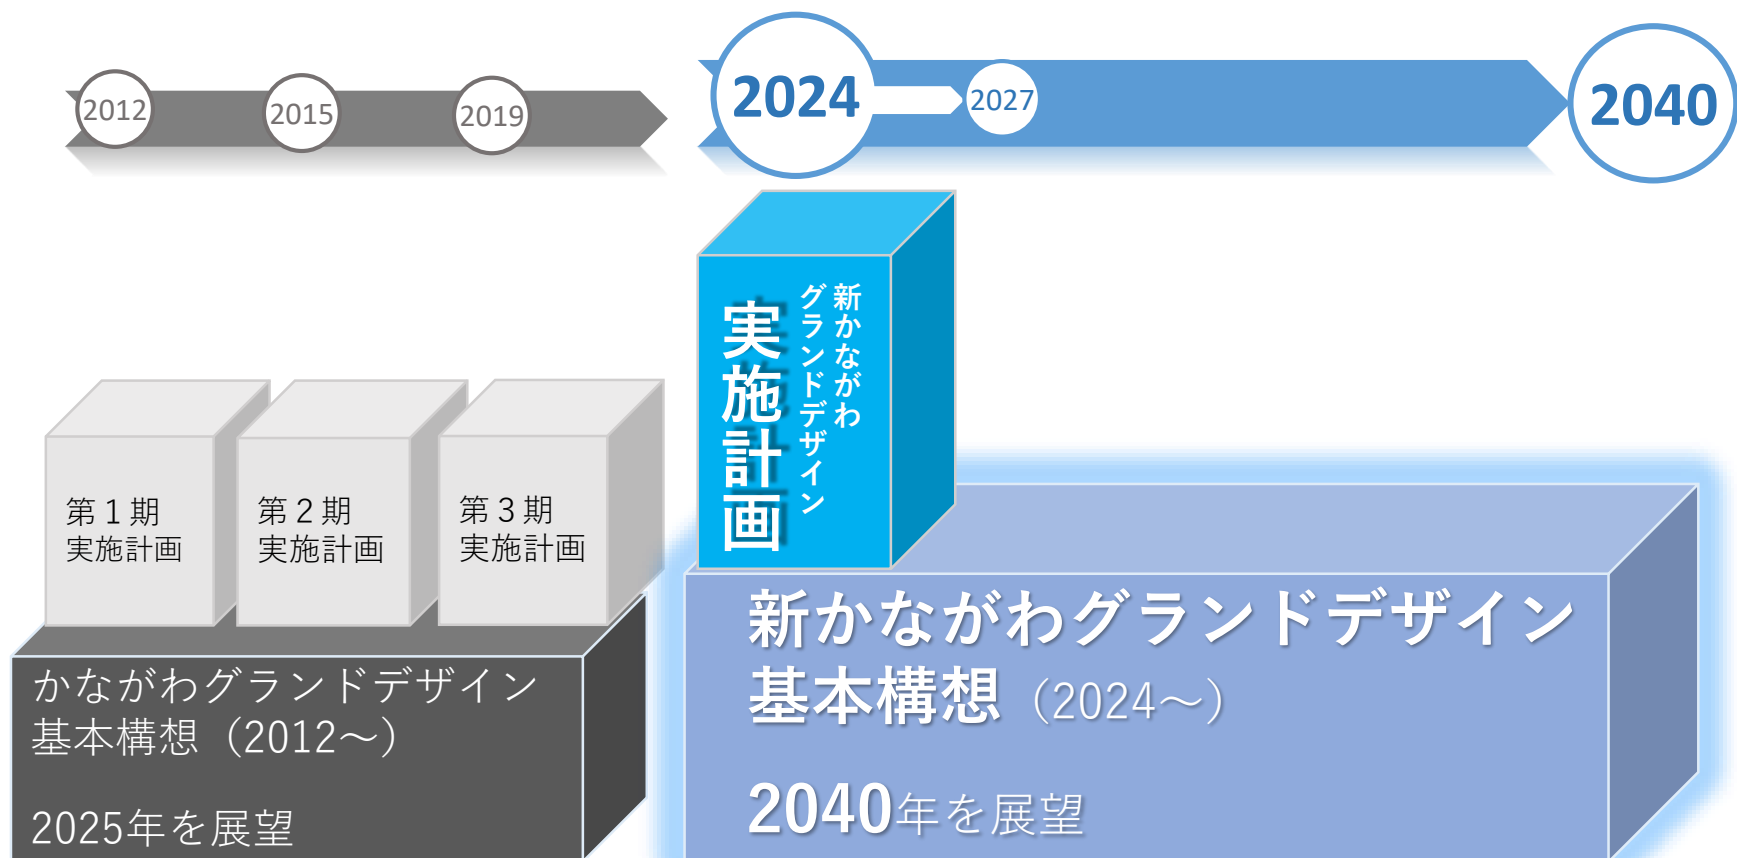 2012
2015
2019
2024
2027
2040
第1期
実施計画
第2期
実施計画
第3期
実施計画
新かながわ
グランドデザイン
実施計画
かながわグランドデザイン
基本構想（2012～）
2025年を展望
新かながわグランドデザイン
基本構想（2024～）
2040年を展望